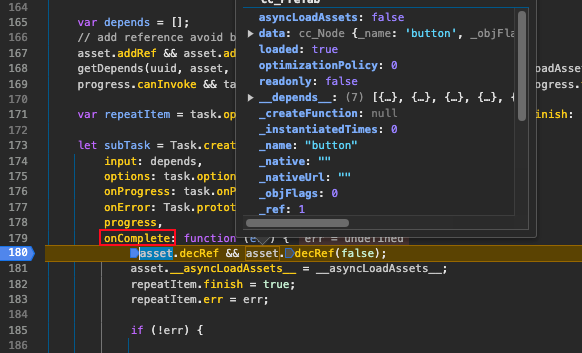 cc_Prefab
asyncLoadAssets: false
data: cc_Node {_name: 'button', _objFlag
loaded: true
optimizationPolicy: 0
readonly: false
__depends__: (7) [{…}, {…}, {…}, {…}, {
_createFunction: null
_instantiatedTimes: 0
_name: "button"
_native: ""
_nativeUrl: ""
_objFlags: 0
_ref: 1
164
165 var depends = [];
166 // add reference avoid b
167 asset.addRef && asset.ad
168 getDepends(uuid, asset, oadAsset
169 progress.canInvoke && ta rogress.
170
171 var repeatItem = task.op finish:
172
173 let subTask = Task.crea
174 input: depends,
175 options: task.option
176 onProgress: task.onP
177 onError: Task.protot
178 progress,
179 onComplete: function (e ) { err = undefined
180 asset.decRef && asset.decRef(false);
181 asset.__asyncLoadAssets__ = __asyncLoadAssets__;
182 repeatItem.finish = true;
183 repeatItem.err = err;
184
185 if (!err) {
186